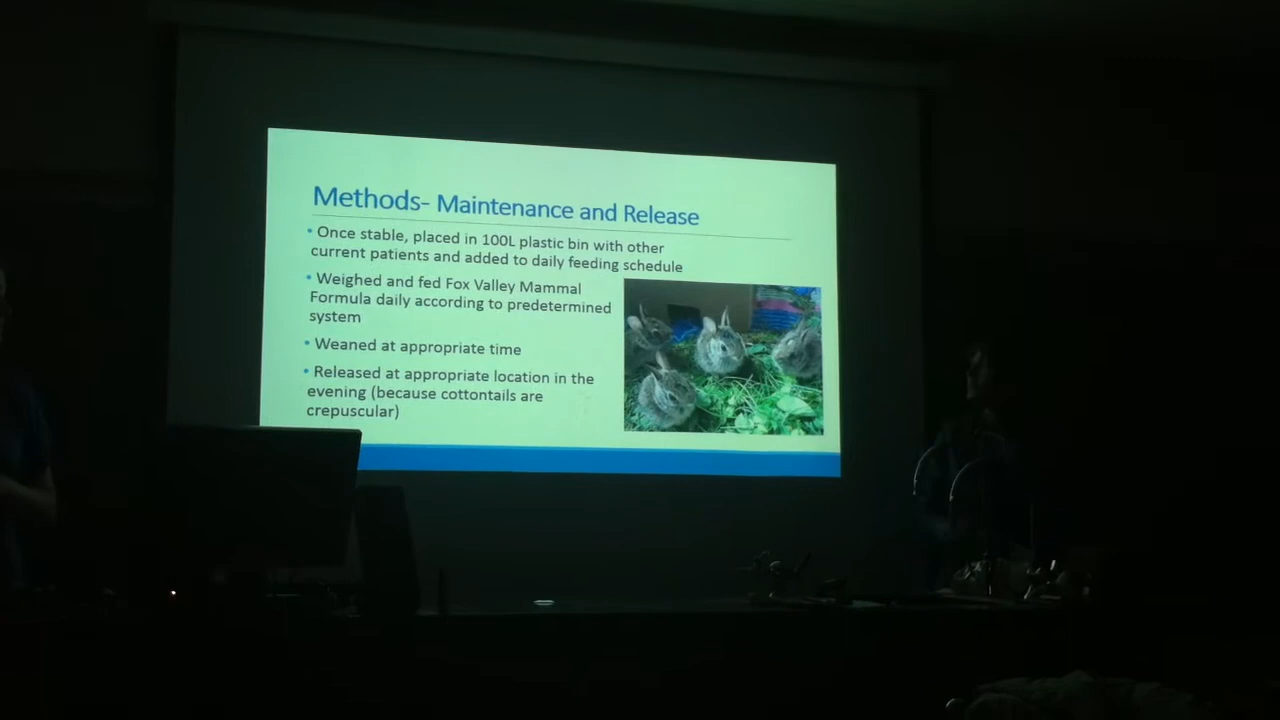 Methods- Maintenance and Release
• Once stable, placed in 100L plastic bin with other
current patients and added to daily feeding schedule
• Weighed and fed Fox Valley Mammal
Formula daily according to predetermined
system
• Weaned at appropriate time
• Released at appropriate location in the
evening (because cottontails are
crepuscular)